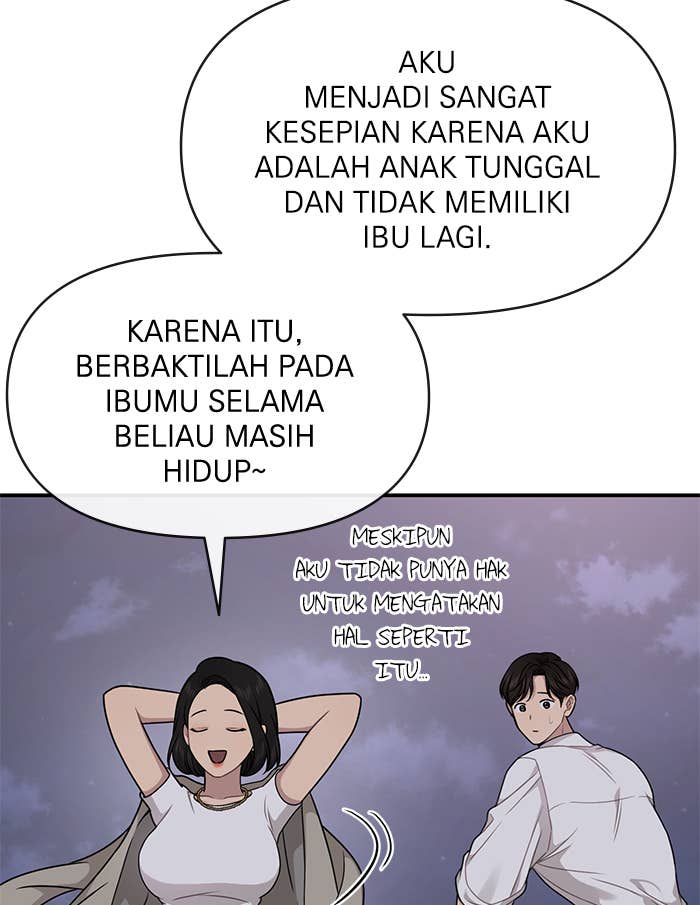 AKU
MENJADI SANGAT
KESEPIAN KARENA AKU
ADALAH ANAK TUNGGAL
DAN TIDAK MEMILIKI
IBU LAGI.
KARENA ITU,
BERBAKTILAH PADA
IBUMU SELAMA
BELIAU MASIH
HIDUP~
MESKIPUN
AKU TIDAK PUNYA HAK
UNTUK MENGATAKAN
HAL SEPERTI
ITU...